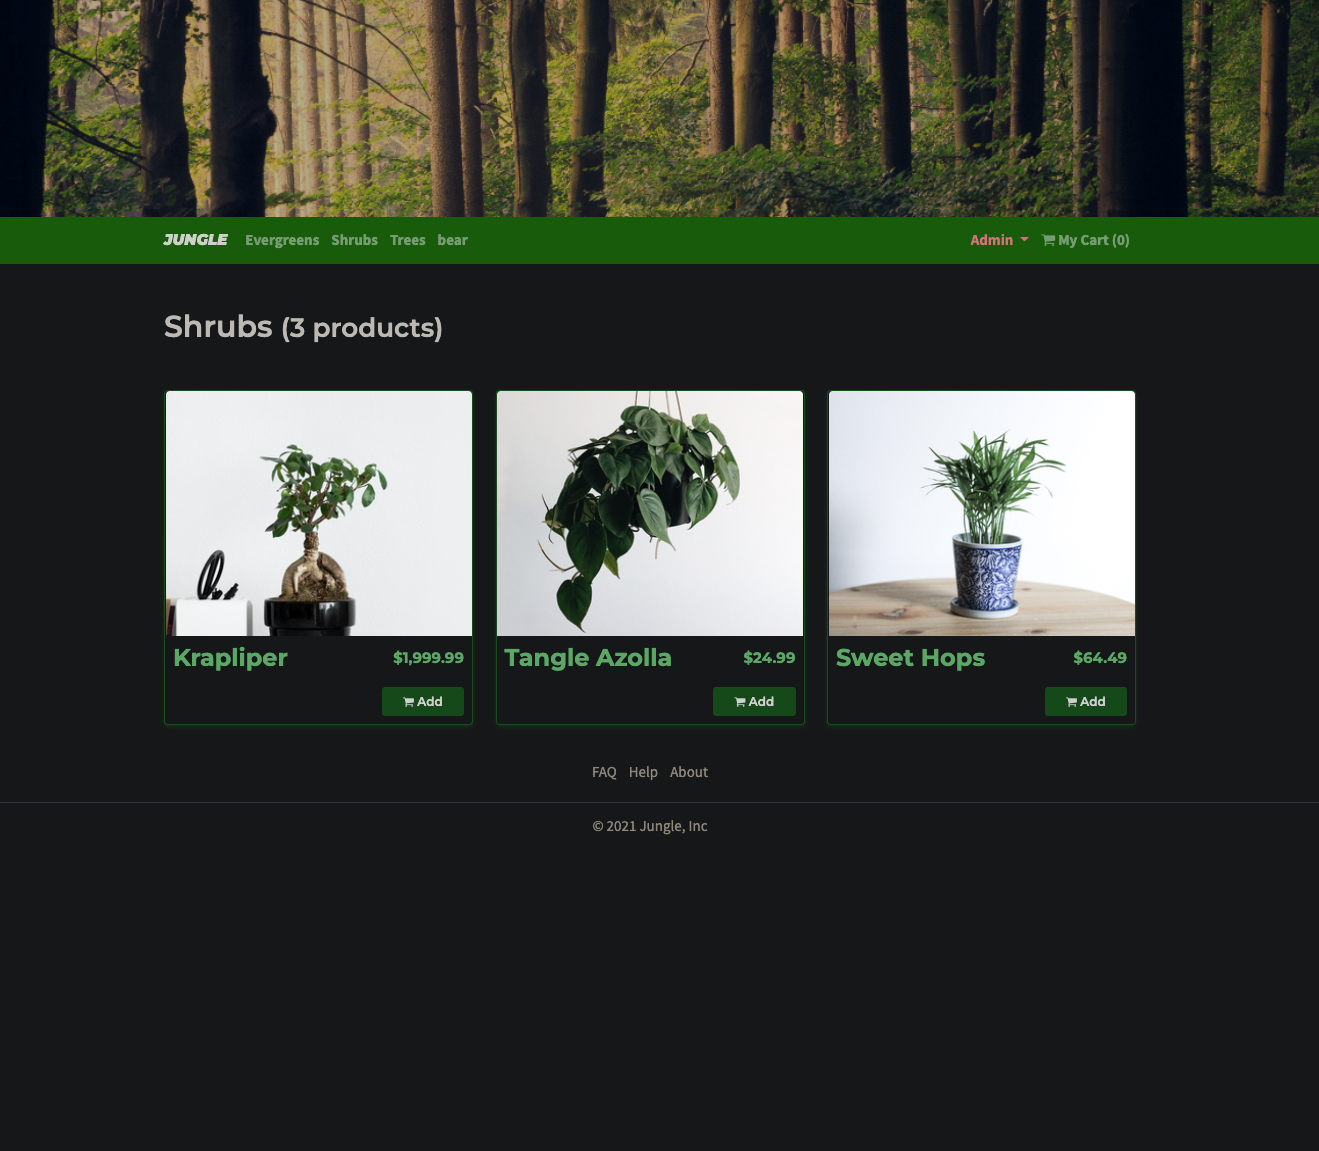 JUNGLE Evergreens Shrubs Trees bear Admin My Cart (0)
Shrubs (3 products)
Krapliper $1,999.99
Add
Tangle Azolla $24.99
Add
Sweet Hops $64.49
Add
FAQ Help About
© 2021 Jungle, Inc